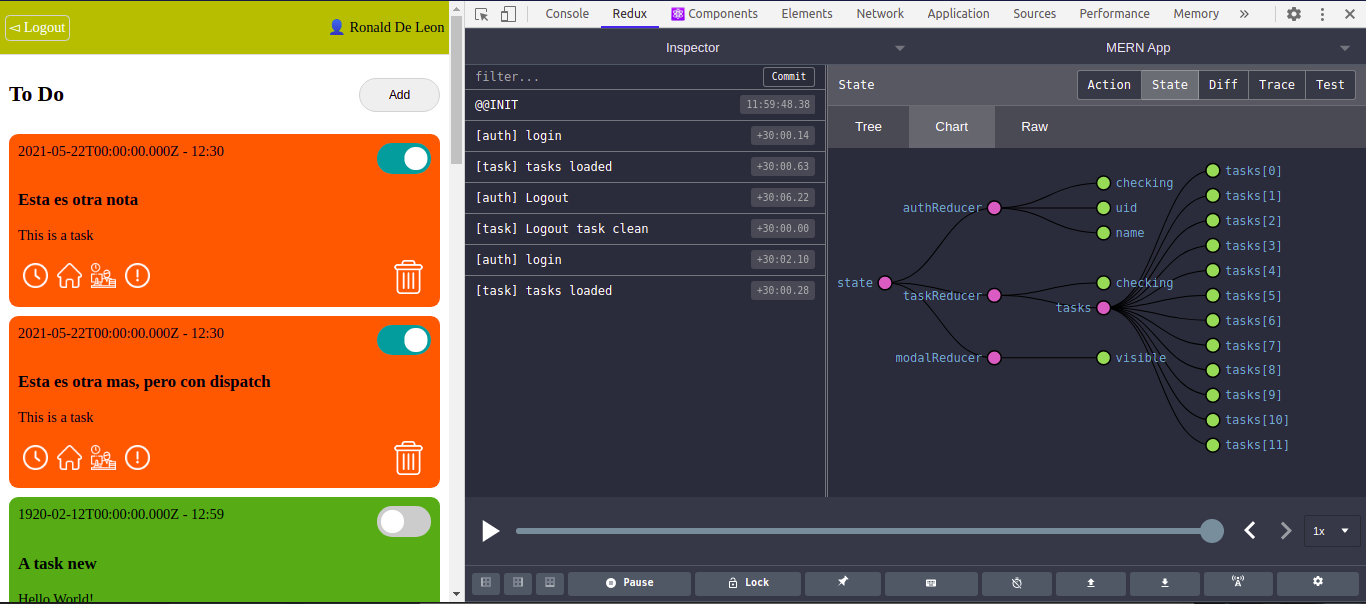 ◅ Logout
👤 Ronald De Leon
To Do
Add
2021-05-22T00:00:00.000Z - 12:30
Esta es otra nota
This is a task
2021-05-22T00:00:00.000Z - 12:30
Esta es otra mas, pero con dispatch
This is a task
1920-02-12T00:00:00.000Z - 12:59
A task new
Hello World!
Console Redux Components Elements Network Application Sources Performance Memory »
Inspector
MERN App
filter... Commit
@@INIT 11:59:48.38
[auth] login +30:00.14
[task] tasks loaded +30:00.63
[auth] Logout +30:06.22
[task] Logout task clean +30:00.00
[auth] login +30:02.10
[task] tasks loaded +30:00.28
State
Action State Diff Trace Test
Tree Chart Raw
state
authReducer
checking
uid
name
taskReducer
checking
tasks
modalReducer
visible
tasks[0]
tasks[1]
tasks[2]
tasks[3]
tasks[4]
tasks[5]
tasks[6]
tasks[7]
tasks[8]
tasks[9]
tasks[10]
tasks[11]
1x
Pause
Lock